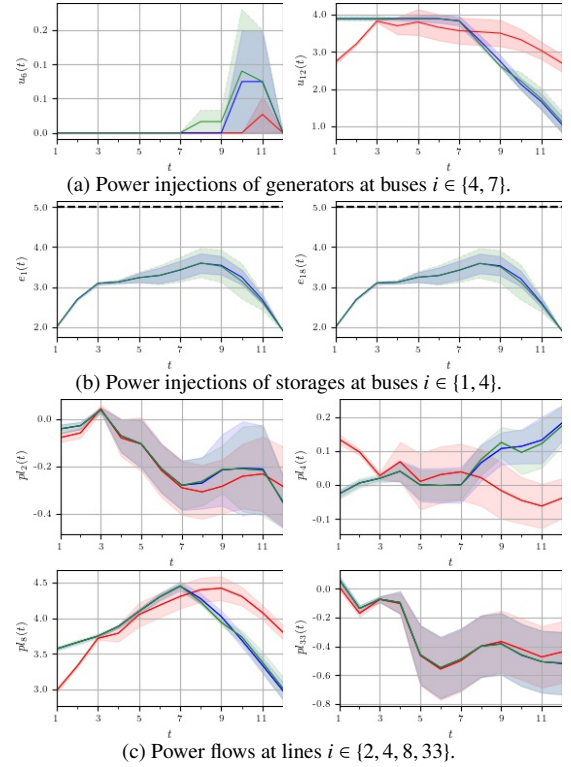 0.2
0.1
0.1
0.0
u₆(t)
1 3 5 7 9 11
t
4.0
3.0
2.0
1.0
u₁₂(t)
1 3 5 7 9 11
t
(a) Power injections of generators at buses i ∈ {4, 7}.
5.0
4.0
3.0
2.0
e₁(t)
1 3 5 7 9 11
t
5.0
4.0
3.0
2.0
e₁₈(t)
1 3 5 7 9 11
t
(b) Power injections of storages at buses i ∈ {1, 4}.
0.0
-0.2
-0.4
pl₂(t)
1 3 5 7 9 11
t
0.2
0.1
0.0
-0.1
pl₄(t)
1 3 5 7 9 11
t
4.5
4.0
3.5
3.0
pl₈(t)
1 3 5 7 9 11
t
0.0
-0.2
-0.4
-0.6
-0.8
pl₃₃(t)
1 3 5 7 9 11
t
(c) Power flows at lines i ∈ {2, 4, 8, 33}.